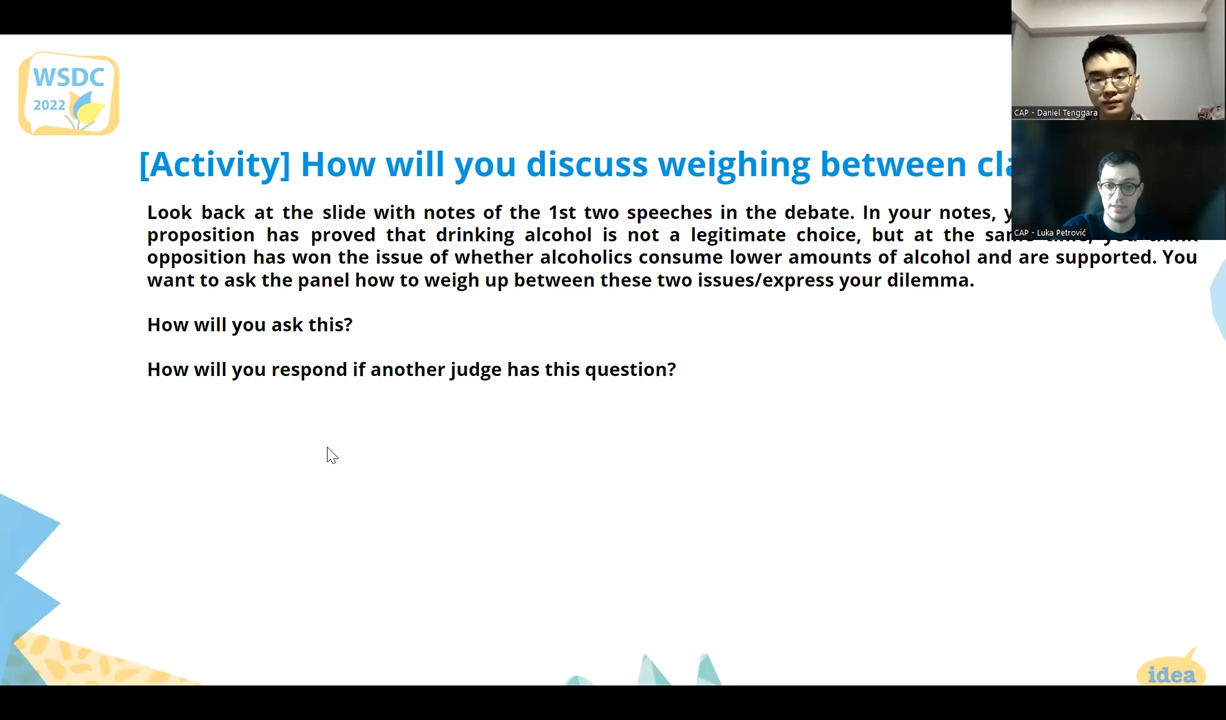 WSDC
2022
[Activity] How will you discuss weighing between
Look back at the slide with notes of the 1st two speeches in the debate. In your notes,
proposition has proved that drinking alcohol is not a legitimate choice, but at the
opposition has won the issue of whether alcoholics consume lower amounts of alcohol and are supported. You
want to ask the panel how to weigh up between these two issues/express your dilemma.
How will you ask this?
How will you respond if another judge has this question?
CAP - Daniel Tenggara
CAP - Luka Petrović
idea